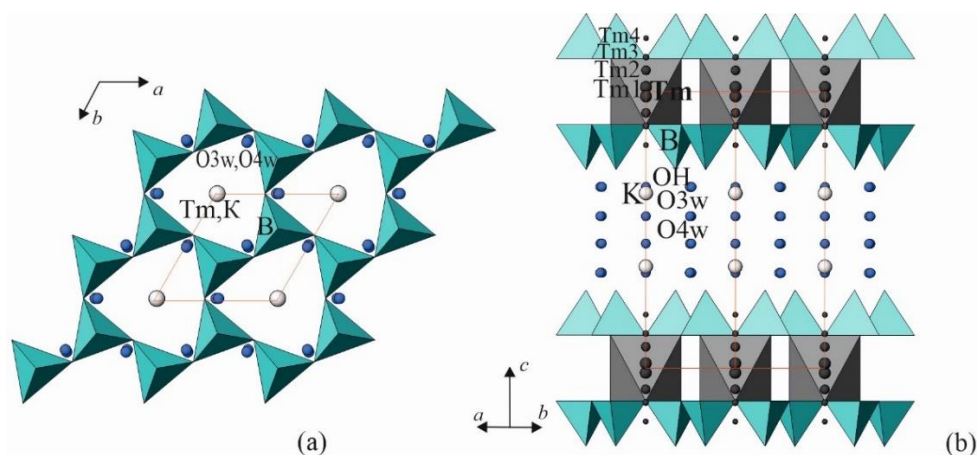 a
b
O3w,O4w
Tm,K
B
(a)
Tm4
Tm3
Tm2
Tm1 Tm
B
OH
K
O3w
O4w
c
a b
(b)